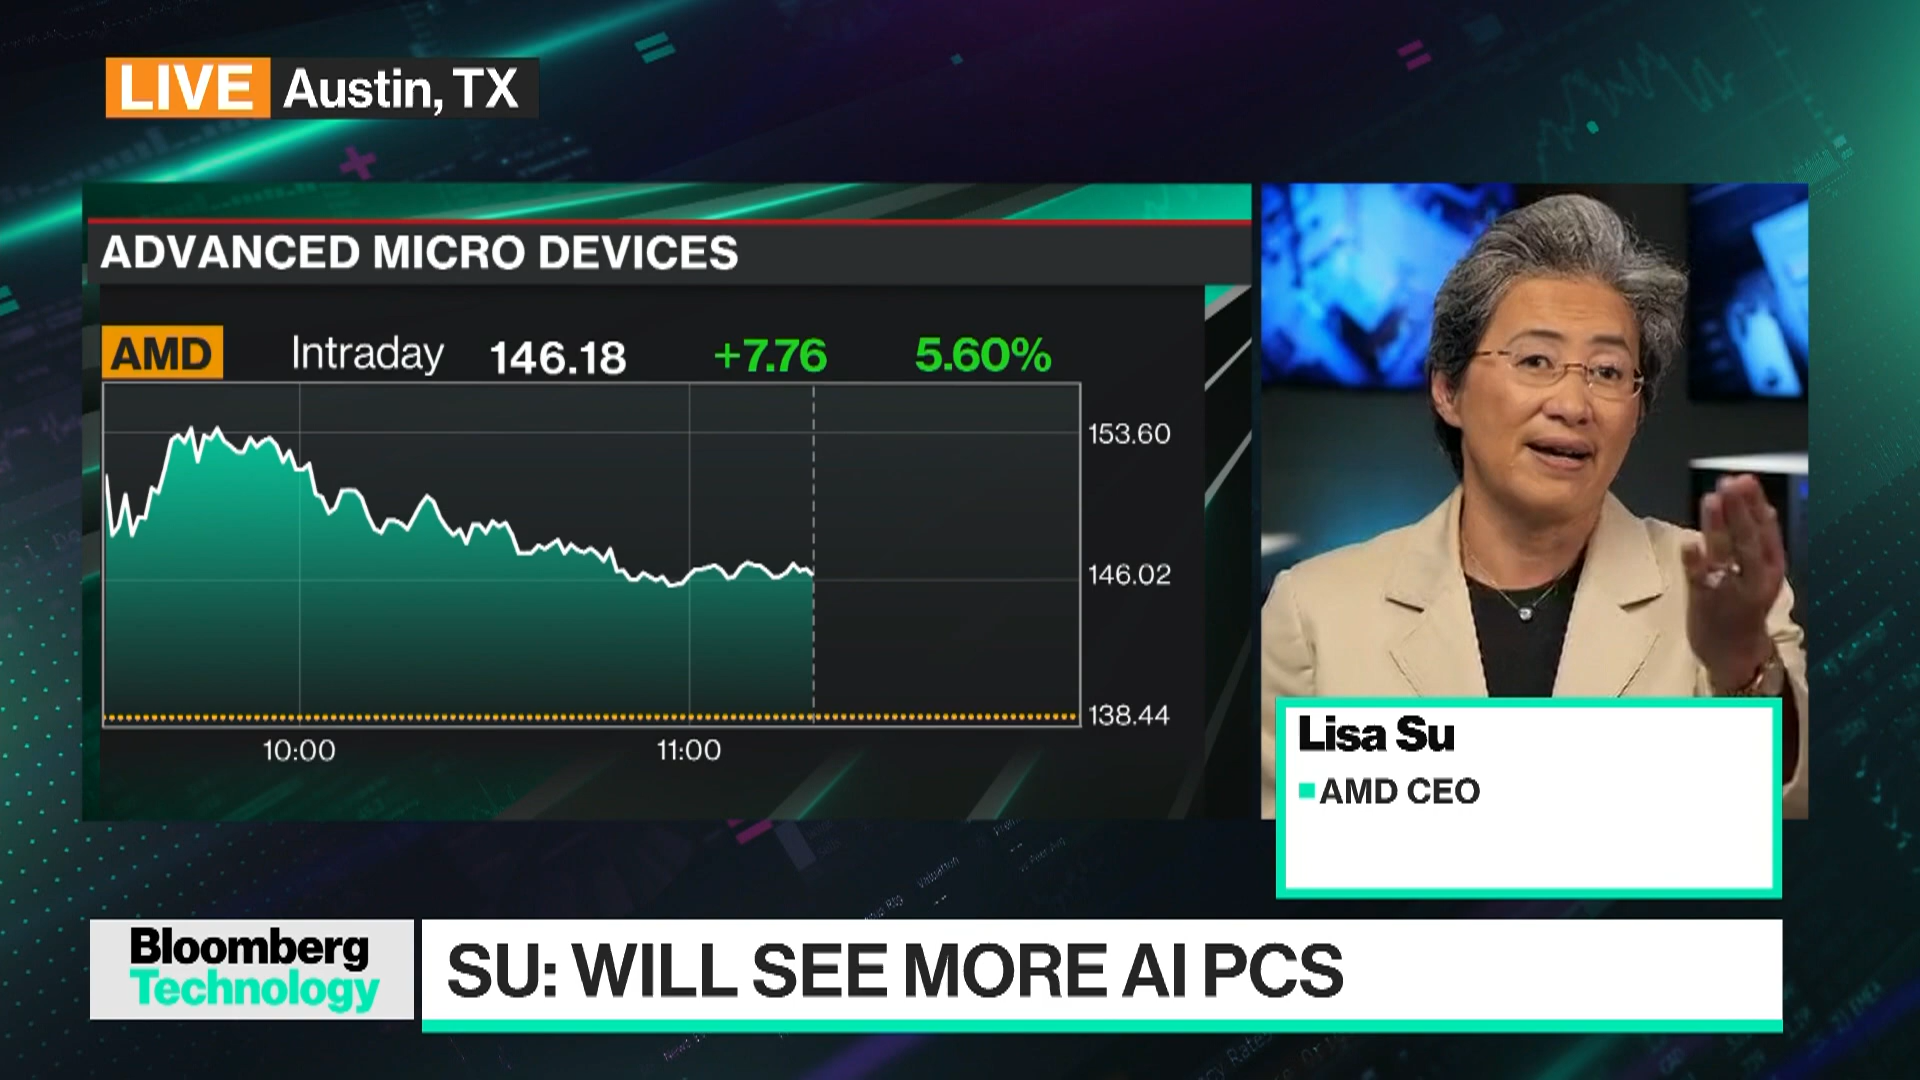 LIVE Austin, TX
ADVANCED MICRO DEVICES
AMD Intraday 146.18 +7.76 5.60%
153.60
146.02
138.44
10:00 11:00
Lisa Su
AMD CEO
Bloomberg
Technology
SU: WILL SEE MORE AI PCS
Valuation